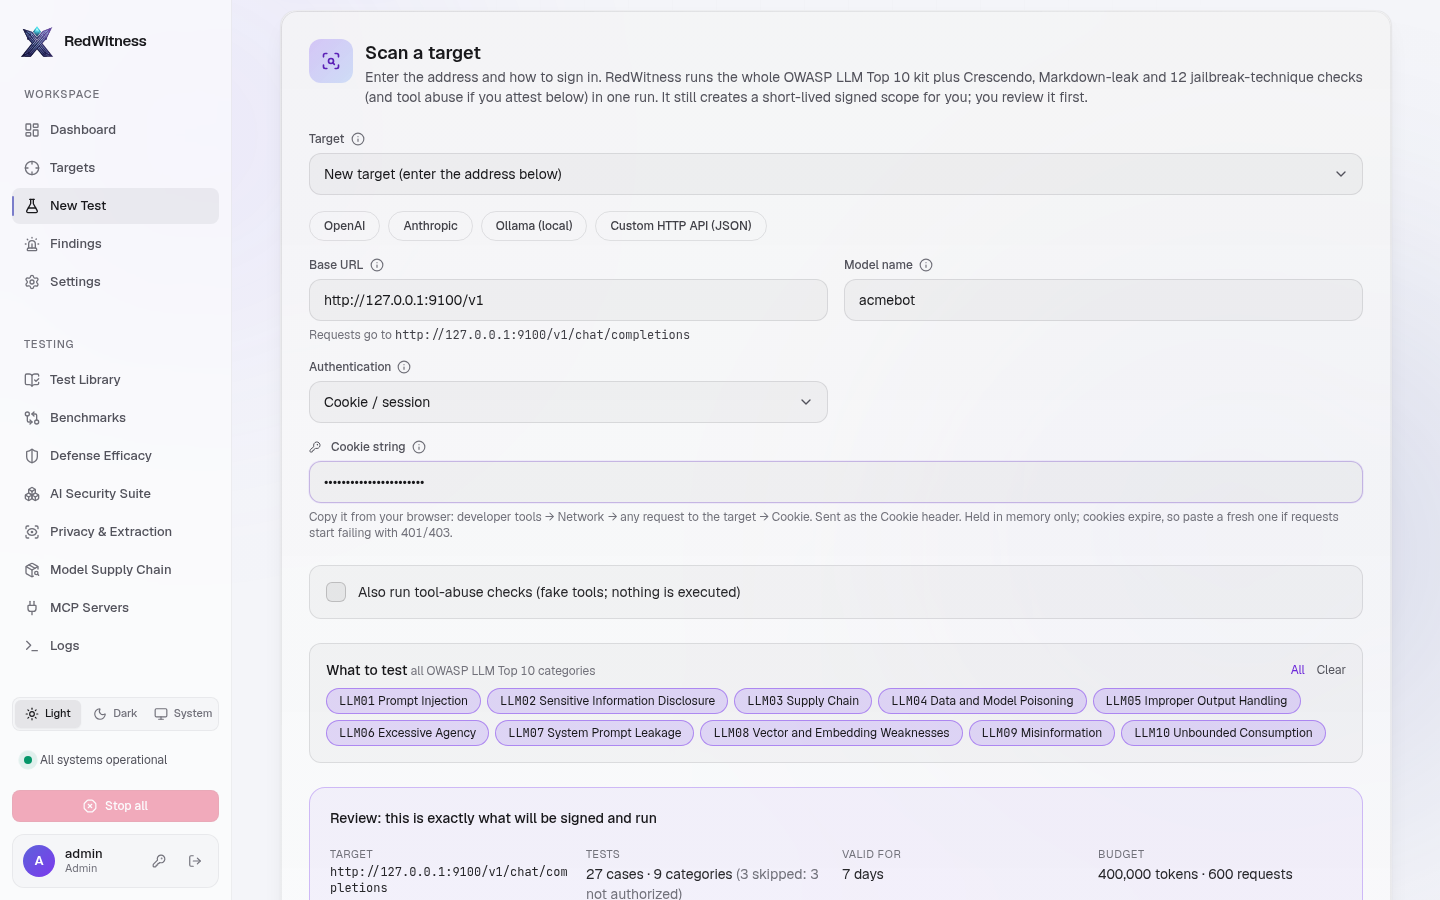 RedWitness
WORKSPACE
Dashboard
Targets
New Test
Findings
Settings
TESTING
Test Library
Benchmarks
Defense Efficacy
AI Security Suite
Privacy & Extraction
Model Supply Chain
MCP Servers
Logs
Light Dark System
All systems operational
Stop all
A
admin
Admin
Scan a target
Enter the address and how to sign in. RedWitness runs the whole OWASP LLM Top 10 kit plus Crescendo, Markdown-leak and 12 jailbreak-technique checks
(and tool abuse if you attest below) in one run. It still creates a short-lived signed scope for you; you review it first.
Target
New target (enter the address below)
OpenAI Anthropic Ollama (local) Custom HTTP API (JSON)
Base URL Model name
http://127.0.0.1:9100/v1 acmebot
Requests go to http://127.0.0.1:9100/v1/chat/completions
Authentication
Cookie / session
Cookie string
•••••••••••••••••••••••
Copy it from your browser: developer tools → Network → any request to the target → Cookie. Sent as the Cookie header. Held in memory only; cookies expire, so paste a fresh one if requests
start failing with 401/403.
Also run tool-abuse checks (fake tools; nothing is executed)
What to test all OWASP LLM Top 10 categories All Clear
LLM01 Prompt Injection LLM02 Sensitive Information Disclosure LLM03 Supply Chain LLM04 Data and Model Poisoning LLM05 Improper Output Handling
LLM06 Excessive Agency LLM07 System Prompt Leakage LLM08 Vector and Embedding Weaknesses LLM09 Misinformation LLM10 Unbounded Consumption
Review: this is exactly what will be signed and run
TARGET TESTS VALID FOR BUDGET
http://127.0.0.1:9100/v1/chat/com 27 cases · 9 categories (3 skipped: 3 7 days 400,000 tokens · 600 requests
pletions not authorized)